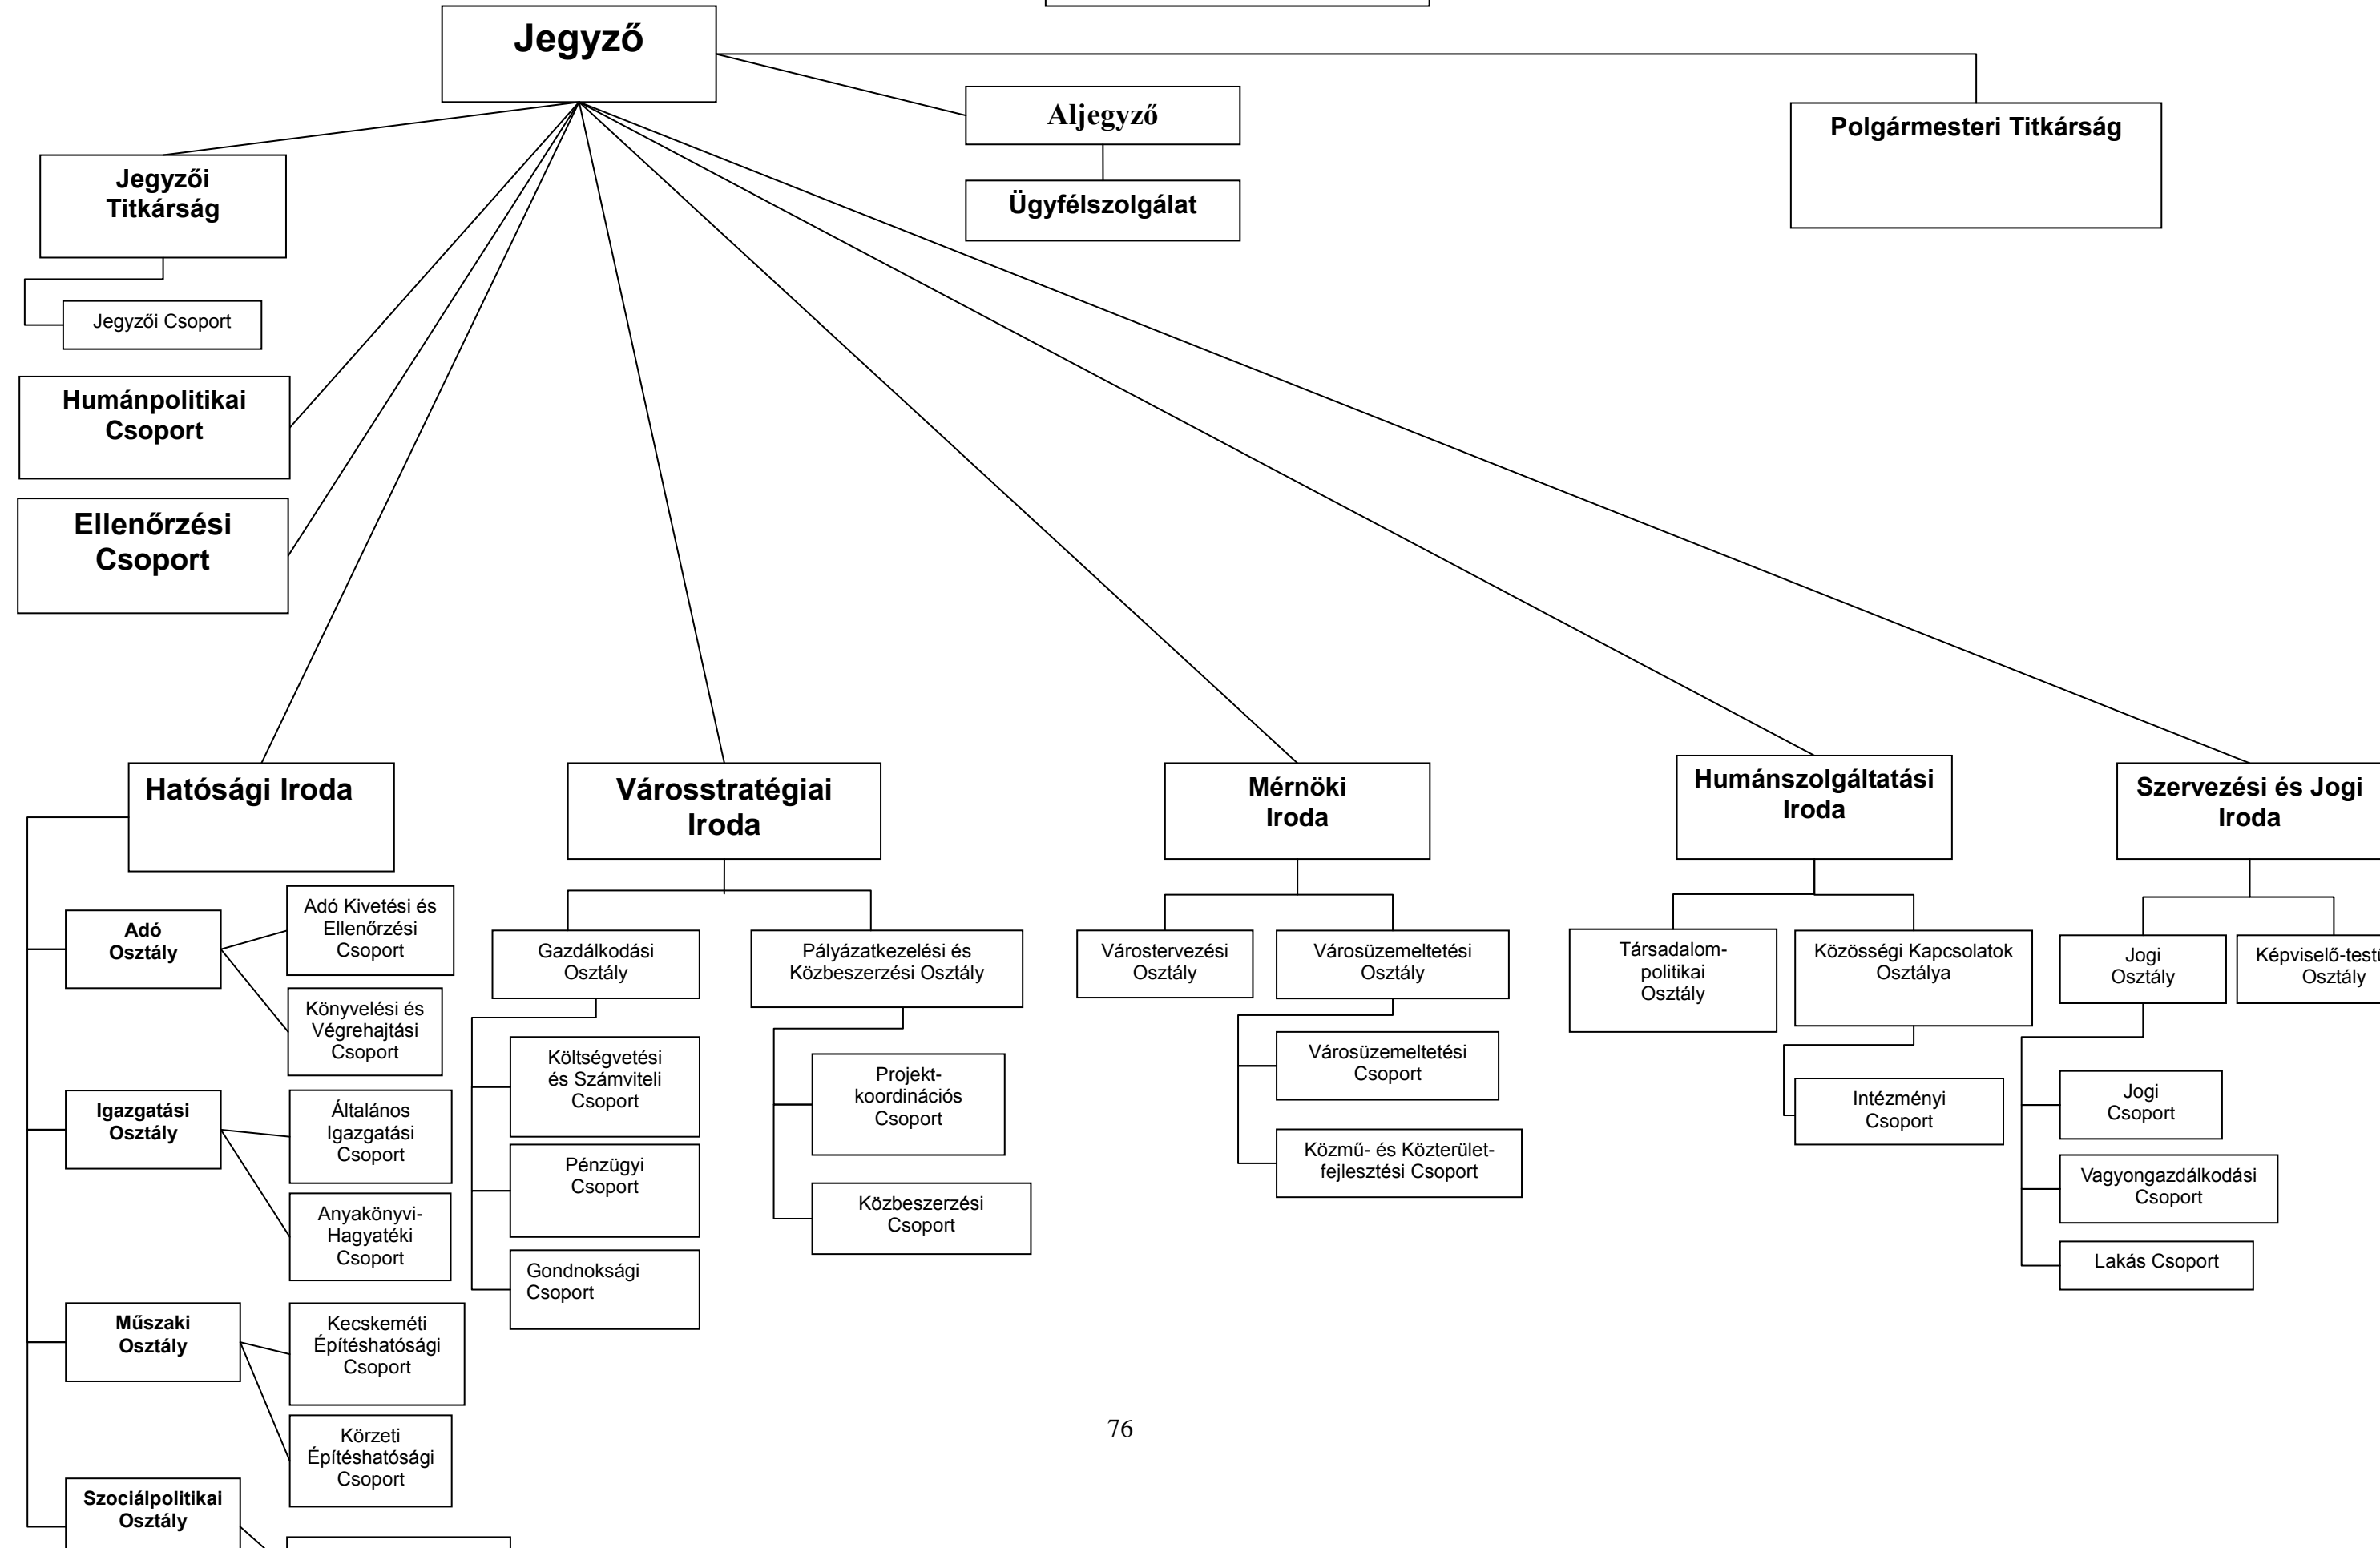 Jegyző
Aljegyző
Polgármesteri Titkárság
Jegyzői
Titkárság
Ügyfélszolgálat
Jegyzői Csoport
Humánpolitikai
Csoport
Ellenőrzési
Csoport
Hatósági Iroda
Városstratégiai
Iroda
Mérnöki
Iroda
Humánszolgáltatási
Iroda
Szervezési és Jogi
Iroda
Adó
Osztály
Adó Kivetési és
Ellenőrzési
Csoport
Könyvelési és
Végrehajtási
Csoport
Igazgatási
Osztály
Általános
Igazgatási
Csoport
Anyakönyvi-
Hagyatéki
Csoport
Műszaki
Osztály
Kecskeméti
Építéshatósági
Csoport
Körzeti
Építéshatósági
Csoport
Szociálpolitikai
Osztály
Gazdálkodási
Osztály
Költségvetési
és Számviteli
Csoport
Pénzügyi
Csoport
Gondnoksági
Csoport
Pályázatkezelési és
Közbeszerzési Osztály
Projekt-
koordinációs
Csoport
Közbeszerzési
Csoport
Várostervezési
Osztály
Városüzemeltetési
Osztály
Városüzemeltetési
Csoport
Közmű- és Közterület-
fejlesztési Csoport
Társadalom-
politikai
Osztály
Közösségi Kapcsolatok
Osztálya
Intézményi
Csoport
Jogi
Osztály
Osztály
Jogi
Csoport
Vagyongazdálkodási
Csoport
Lakás Csoport
76